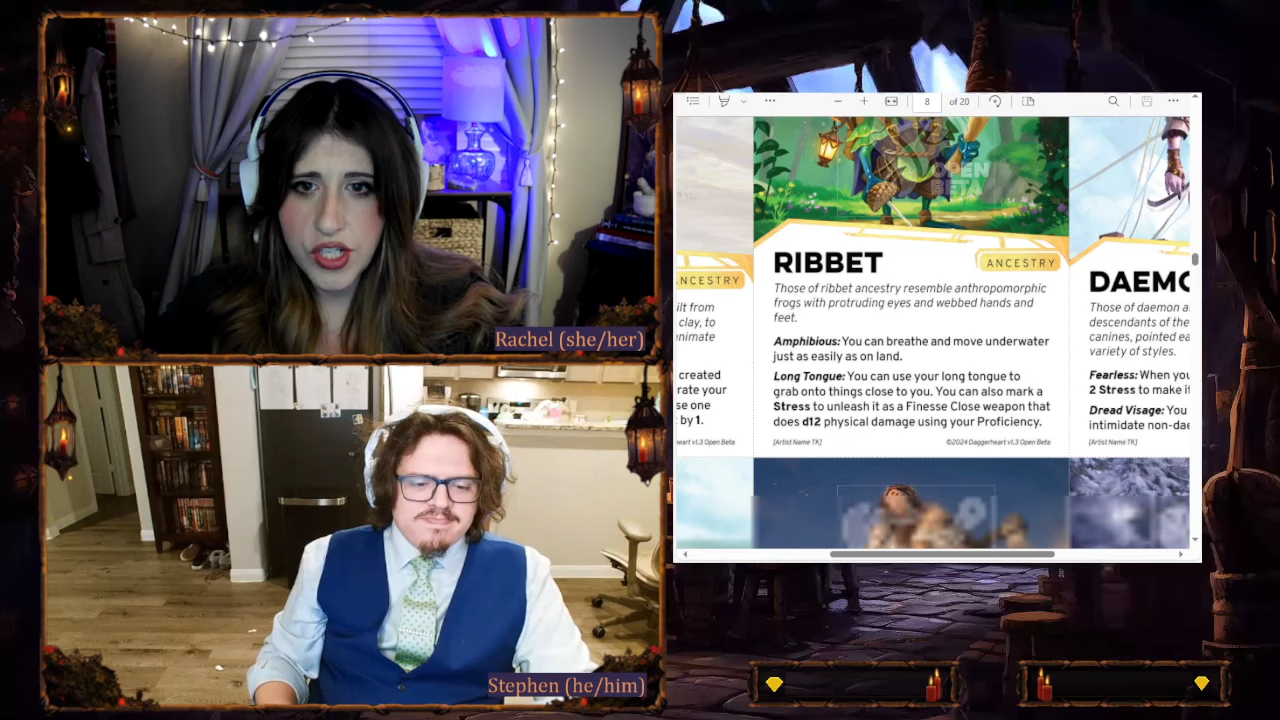 Rachel (she/her)
Stephen (he/him)
8 of 20
OPEN
BETA
NCESTRY
ilt from
clay, to
nimate
created
rate your
se one
by 1.
heart v1.3 Open Beta
RIBBET
ANCESTRY
Those of ribbet ancestry resemble anthropomorphic
frogs with protruding eyes and webbed hands and
feet.
Amphibious: You can breathe and move underwater
just as easily as on land.
Long Tongue: You can use your long tongue to
grab onto things close to you. You can also mark a
Stress to unleash it as a Finesse Close weapon that
does d12 physical damage using your Proficiency.
[Artist Name TK]
©2024 Daggerheart v1.3 Open Beta
DAEMO
Those of daemon a
descendants of the
canines, pointed ea
variety of styles.
Fearless: When you
2 Stress to make it
Dread Visage: You
intimidate non-dae
[Artist Name TK]